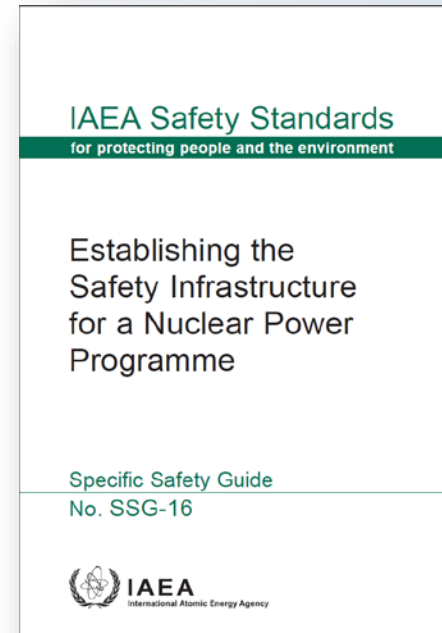 IAEA Safety Standards
for protecting people and the environment
Establishing the
Safety Infrastructure
for a Nuclear Power
Programme
Specific Safety Guide
No. SSG-16
IAEA
International Atomic Energy Agency